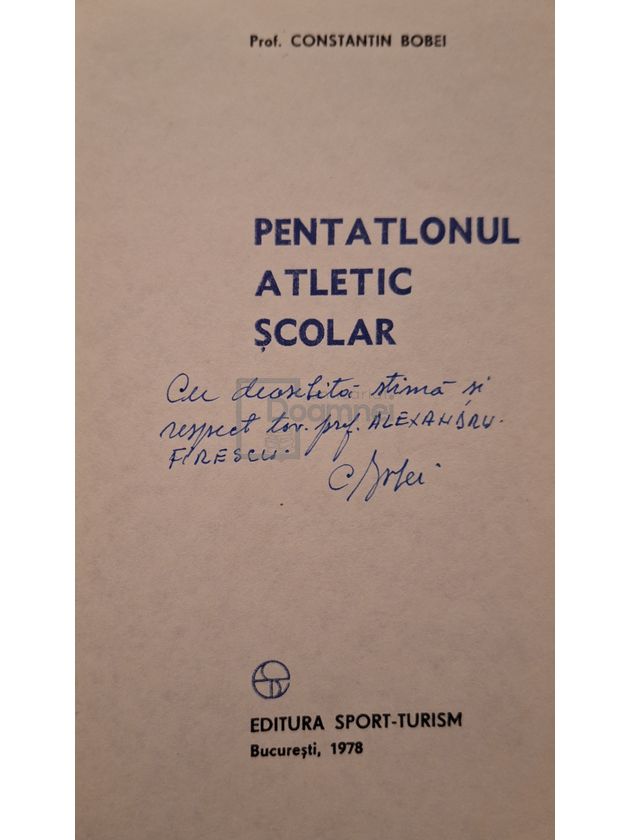 Prof. CONSTANTIN BOBEI
PENTATLONUL
ATLETIC
ȘCOLAR
Cu deosebită stimă și
respect tov. prof. ALEXANDRU
FIRESCU.
C Bobei
EDITURA SPORT-TURISM
București, 1978